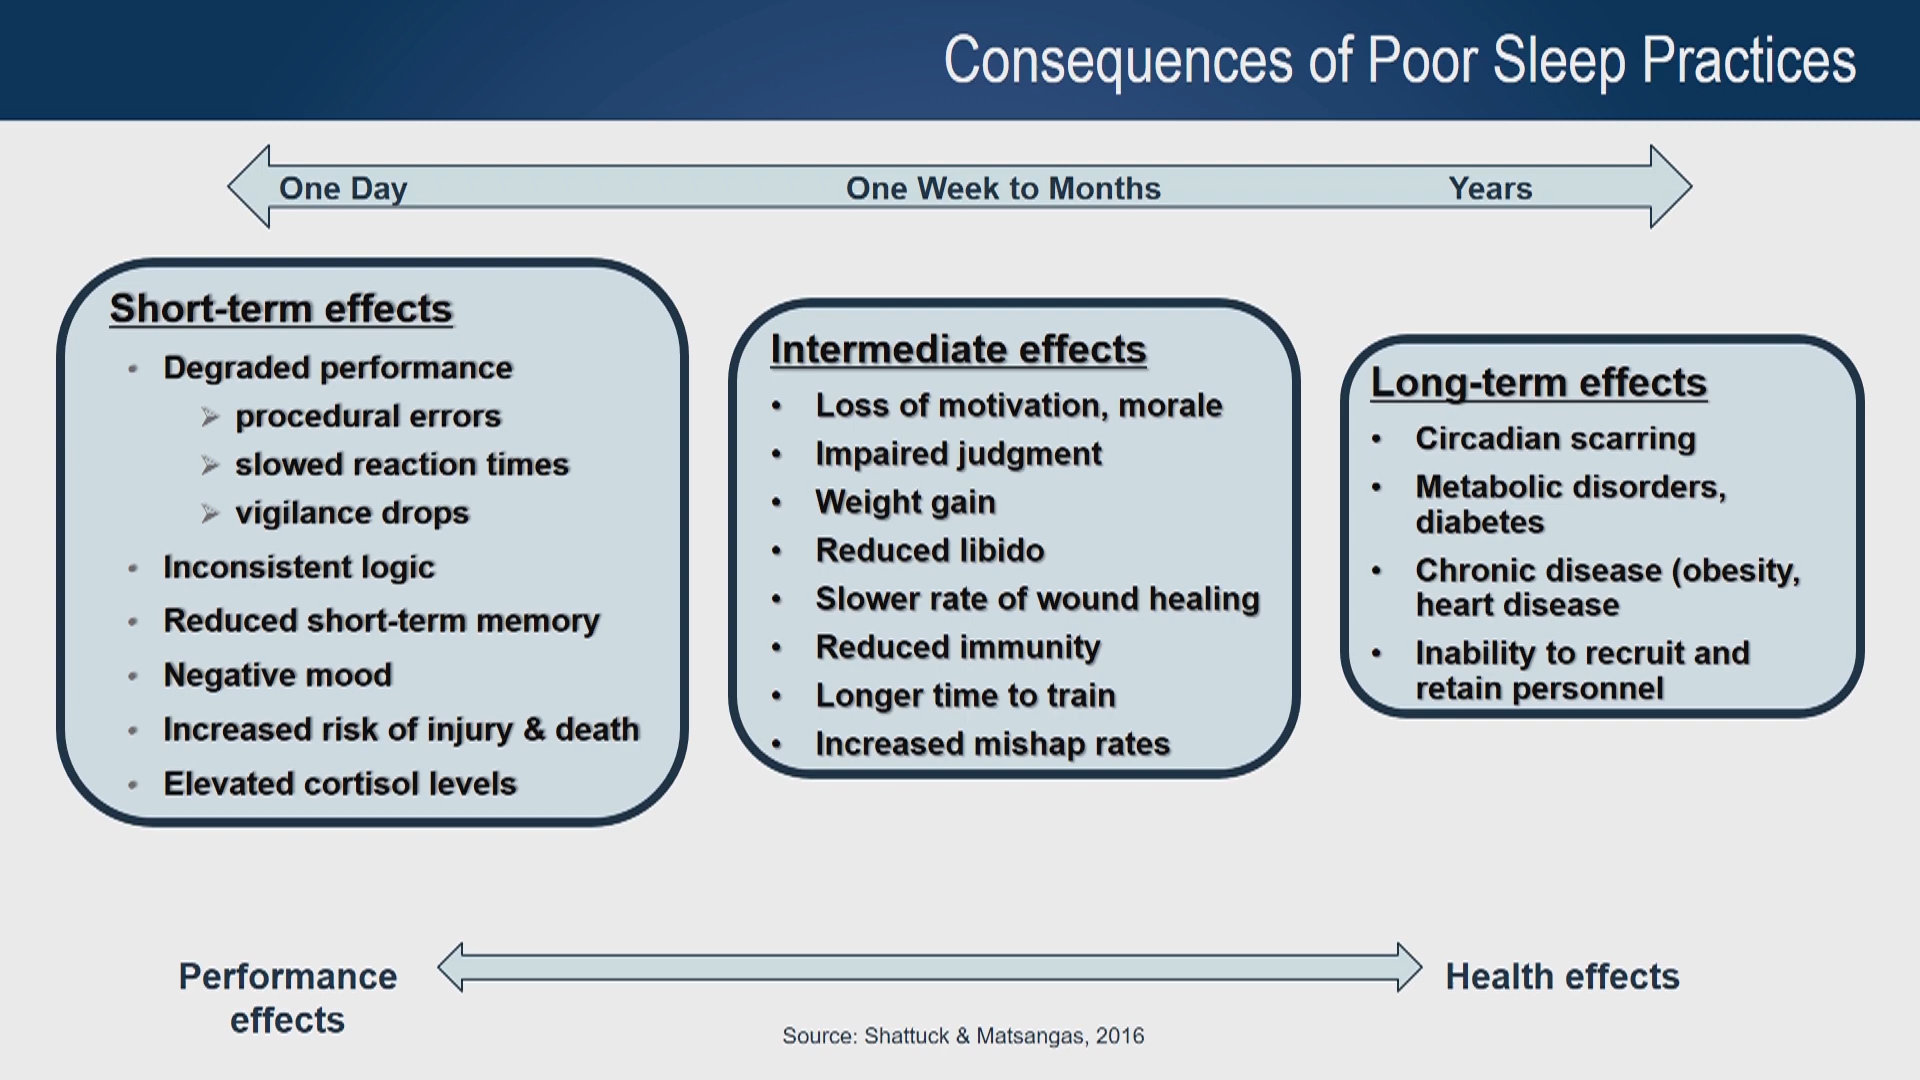 Consequences of Poor Sleep Practices
One Day
One Week to Months
Years
Short-term effects
• Degraded performance
➢ procedural errors
➢ slowed reaction times
➢ vigilance drops
• Inconsistent logic
• Reduced short-term memory
• Negative mood
• Increased risk of injury & death
• Elevated cortisol levels
Intermediate effects
• Loss of motivation, morale
• Impaired judgment
• Weight gain
• Reduced libido
• Slower rate of wound healing
• Reduced immunity
• Longer time to train
• Increased mishap rates
Long-term effects
• Circadian scarring
• Metabolic disorders,
diabetes
• Chronic disease (obesity,
heart disease
• Inability to recruit and
retain personnel
Performance
effects
Health effects
Source: Shattuck & Matsangas, 2016